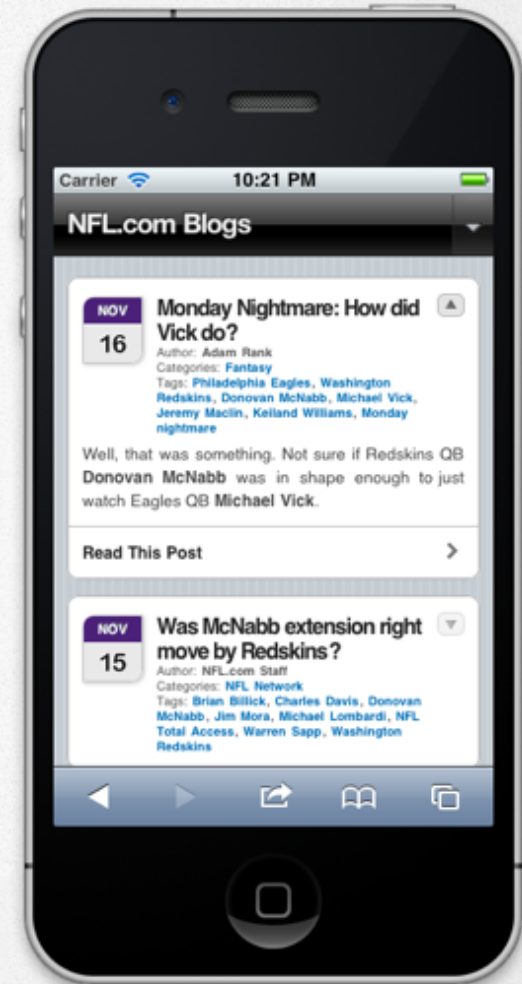 Carrier 10:21 PM
NFL.com Blogs
NOV
16
Monday Nightmare: How did
Vick do?
Author: Adam Rank
Categories: Fantasy
Tags: Philadelphia Eagles, Washington
Redskins, Donovan McNabb, Michael Vick,
Jeremy Maclin, Keiland Williams, Monday
nightmare
Well, that was something. Not sure if Redskins QB
Donovan McNabb was in shape enough to just
watch Eagles QB Michael Vick.
Read This Post
NOV
15
Was McNabb extension right
move by Redskins?
Author: NFL.com Staff
Categories: NFL Network
Tags: Brian Billick, Charles Davis, Donovan
McNabb, Jim Mora, Michael Lombardi, NFL
Total Access, Warren Sapp, Washington
Redskins